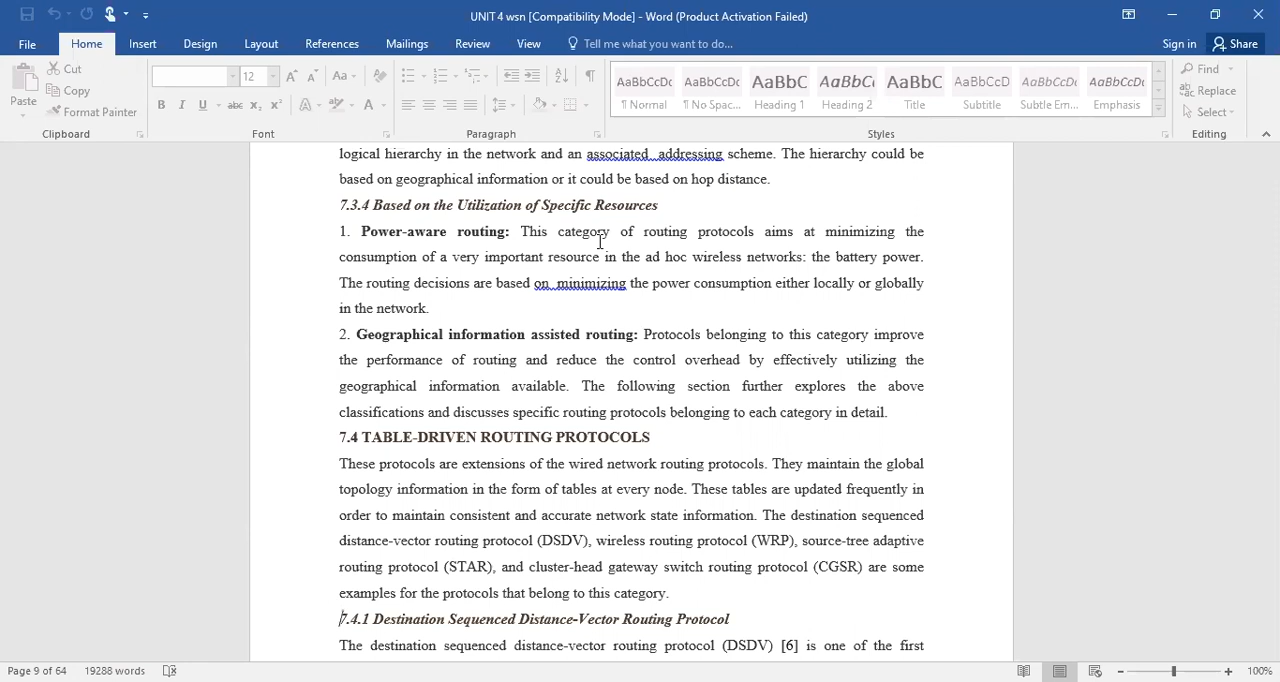 UNIT 4 wsn [Compatibility Mode] - Word (Product Activation Failed)
File Home Insert Design Layout References Mailings Review View Tell me what you want to do... Sign in Share
Paste Cut Copy Format Painter Clipboard
12 Aa Aa B I U abc x₂ x² A ab A Font
Paragraph
AaBbCcDc ¶ Normal
AaBbCcDc ¶ No Spac...
AaBbC Heading 1
AaBbC Heading 2
AaBbC Title
AaBbCcD Subtitle
AaBbCcDc Subtle Em...
AaBbCcDc Emphasis
Styles
Find Replace Select Editing
logical hierarchy in the network and an associated addressing scheme. The hierarchy could be
based on geographical information or it could be based on hop distance.
7.3.4 Based on the Utilization of Specific Resources
1. Power-aware routing: This category of routing protocols aims at minimizing the
consumption of a very important resource in the ad hoc wireless networks: the battery power.
The routing decisions are based on minimizing the power consumption either locally or globally
in the network.
2. Geographical information assisted routing: Protocols belonging to this category improve
the performance of routing and reduce the control overhead by effectively utilizing the
geographical information available. The following section further explores the above
classifications and discusses specific routing protocols belonging to each category in detail.
7.4 TABLE-DRIVEN ROUTING PROTOCOLS
These protocols are extensions of the wired network routing protocols. They maintain the global
topology information in the form of tables at every node. These tables are updated frequently in
order to maintain consistent and accurate network state information. The destination sequenced
distance-vector routing protocol (DSDV), wireless routing protocol (WRP), source-tree adaptive
routing protocol (STAR), and cluster-head gateway switch routing protocol (CGSR) are some
examples for the protocols that belong to this category.
7.4.1 Destination Sequenced Distance-Vector Routing Protocol
The destination sequenced distance-vector routing protocol (DSDV) [6] is one of the first
Page 9 of 64 19288 words 100%